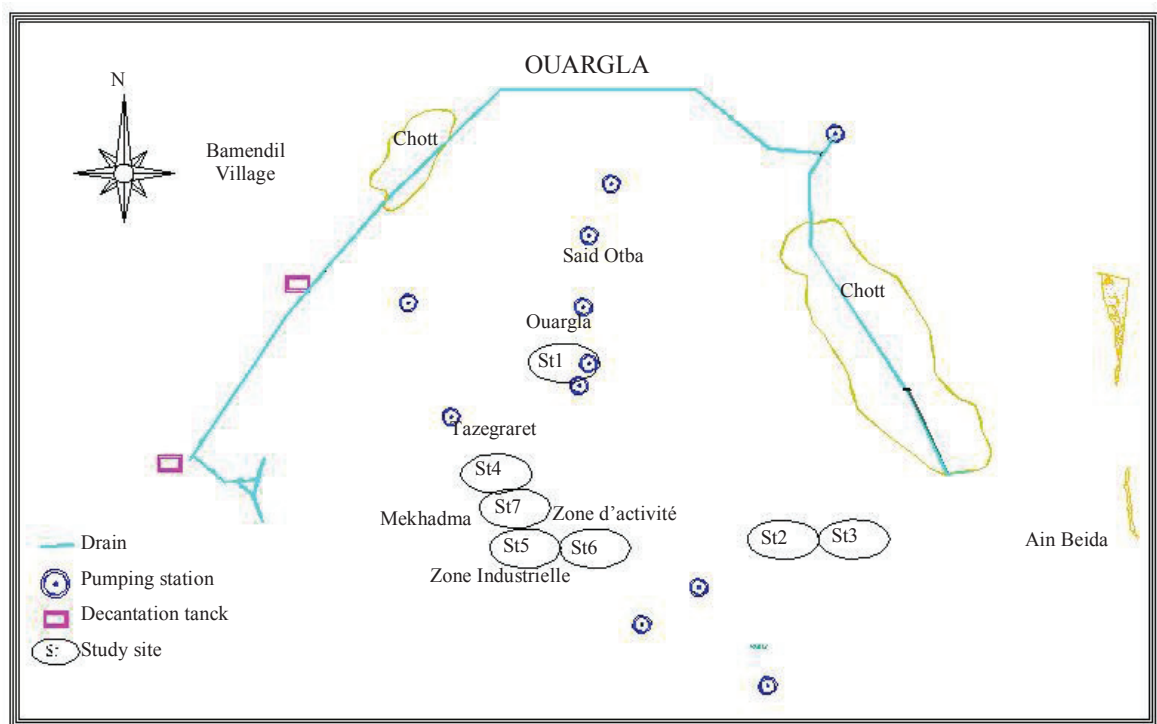 OUARGLA
N
Bamendil
Village
Chott
Said Otba
Chott
Ouargla
St1
Tazegraret
St4
St7
Mekhadma
Zone d'activité
St5
St6
St2
St3
Ain Beida
Zone Industrielle
Drain
Pumping station
Decantation tanck
Study site